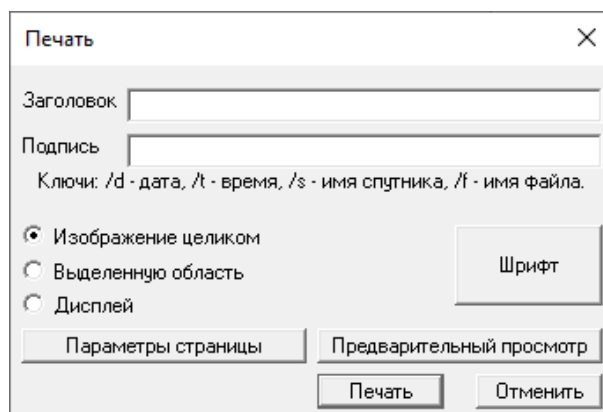 Печать
Заголовок
Подпись
Ключи: /d - дата, /t - время, /s - имя спутника, /f - имя файла.
Изображение целиком
Выделенную область
Дисплей
Шрифт
Параметры страницы
Предварительный просмотр
Печать
Отменить